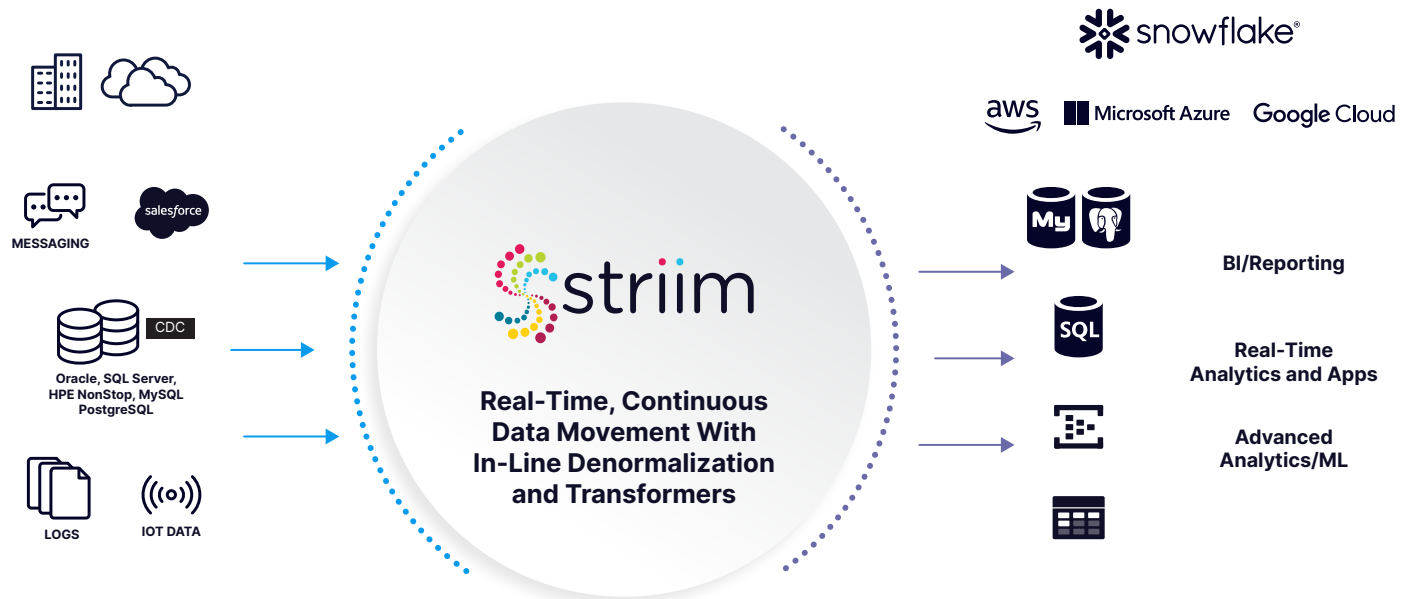 snowflake®
aws
Microsoft Azure
Google Cloud
MESSAGING
salesforce
CDC
Oracle, SQL Server,
HPE NonStop, MySQL
PostgreSQL
LOGS
IOT DATA
striim
Real-Time, Continuous
Data Movement With
In-Line Denormalization
and Transformers
My
SQL
BI/Reporting
Real-Time
Analytics and Apps
Advanced
Analytics/ML